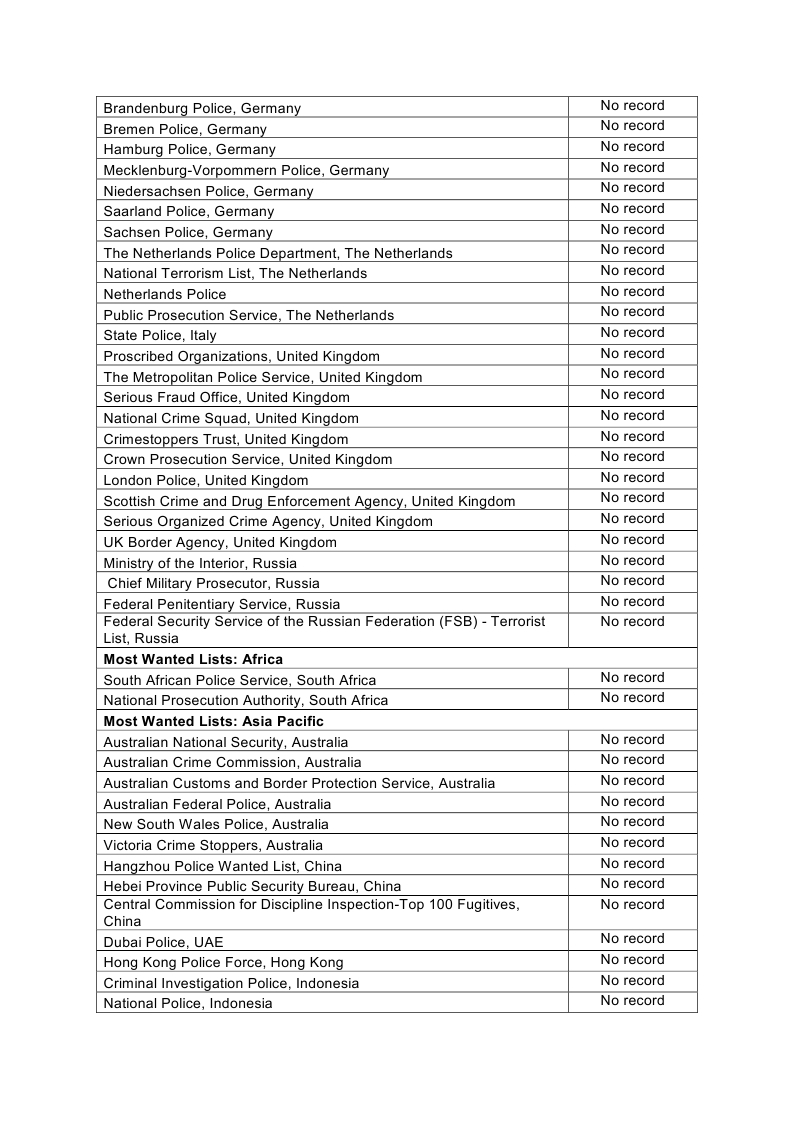 Brandenburg Police, Germany No record
Bremen Police, Germany No record
Hamburg Police, Germany No record
Mecklenburg-Vorpommern Police, Germany No record
Niedersachsen Police, Germany No record
Saarland Police, Germany No record
Sachsen Police, Germany No record
The Netherlands Police Department, The Netherlands No record
National Terrorism List, The Netherlands No record
Netherlands Police No record
Public Prosecution Service, The Netherlands No record
State Police, Italy No record
Proscribed Organizations, United Kingdom No record
The Metropolitan Police Service, United Kingdom No record
Serious Fraud Office, United Kingdom No record
National Crime Squad, United Kingdom No record
Crimestoppers Trust, United Kingdom No record
Crown Prosecution Service, United Kingdom No record
London Police, United Kingdom No record
Scottish Crime and Drug Enforcement Agency, United Kingdom No record
Serious Organized Crime Agency, United Kingdom No record
UK Border Agency, United Kingdom No record
Ministry of the Interior, Russia No record
Chief Military Prosecutor, Russia No record
Federal Penitentiary Service, Russia No record
Federal Security Service of the Russian Federation (FSB) - Terrorist No record
List, Russia
Most Wanted Lists: Africa
South African Police Service, South Africa No record
National Prosecution Authority, South Africa No record
Most Wanted Lists: Asia Pacific
Australian National Security, Australia No record
Australian Crime Commission, Australia No record
Australian Customs and Border Protection Service, Australia No record
Australian Federal Police, Australia No record
New South Wales Police, Australia No record
Victoria Crime Stoppers, Australia No record
Hangzhou Police Wanted List, China No record
Hebei Province Public Security Bureau, China No record
Central Commission for Discipline Inspection-Top 100 Fugitives, No record
China
Dubai Police, UAE No record
Hong Kong Police Force, Hong Kong No record
Criminal Investigation Police, Indonesia No record
National Police, Indonesia No record